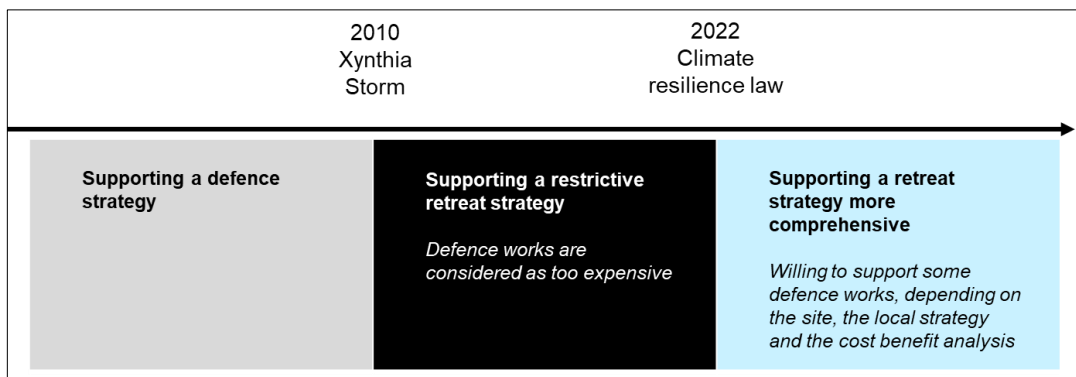 2010
Xynthia
Storm
2022
Climate
resilience law
Supporting a defence
strategy
Supporting a restrictive
retreat strategy
Defence works are
considered as too expensive
Supporting a retreat
strategy more
comprehensive
Willing to support some
defence works, depending on
the site, the local strategy
and the cost benefit analysis